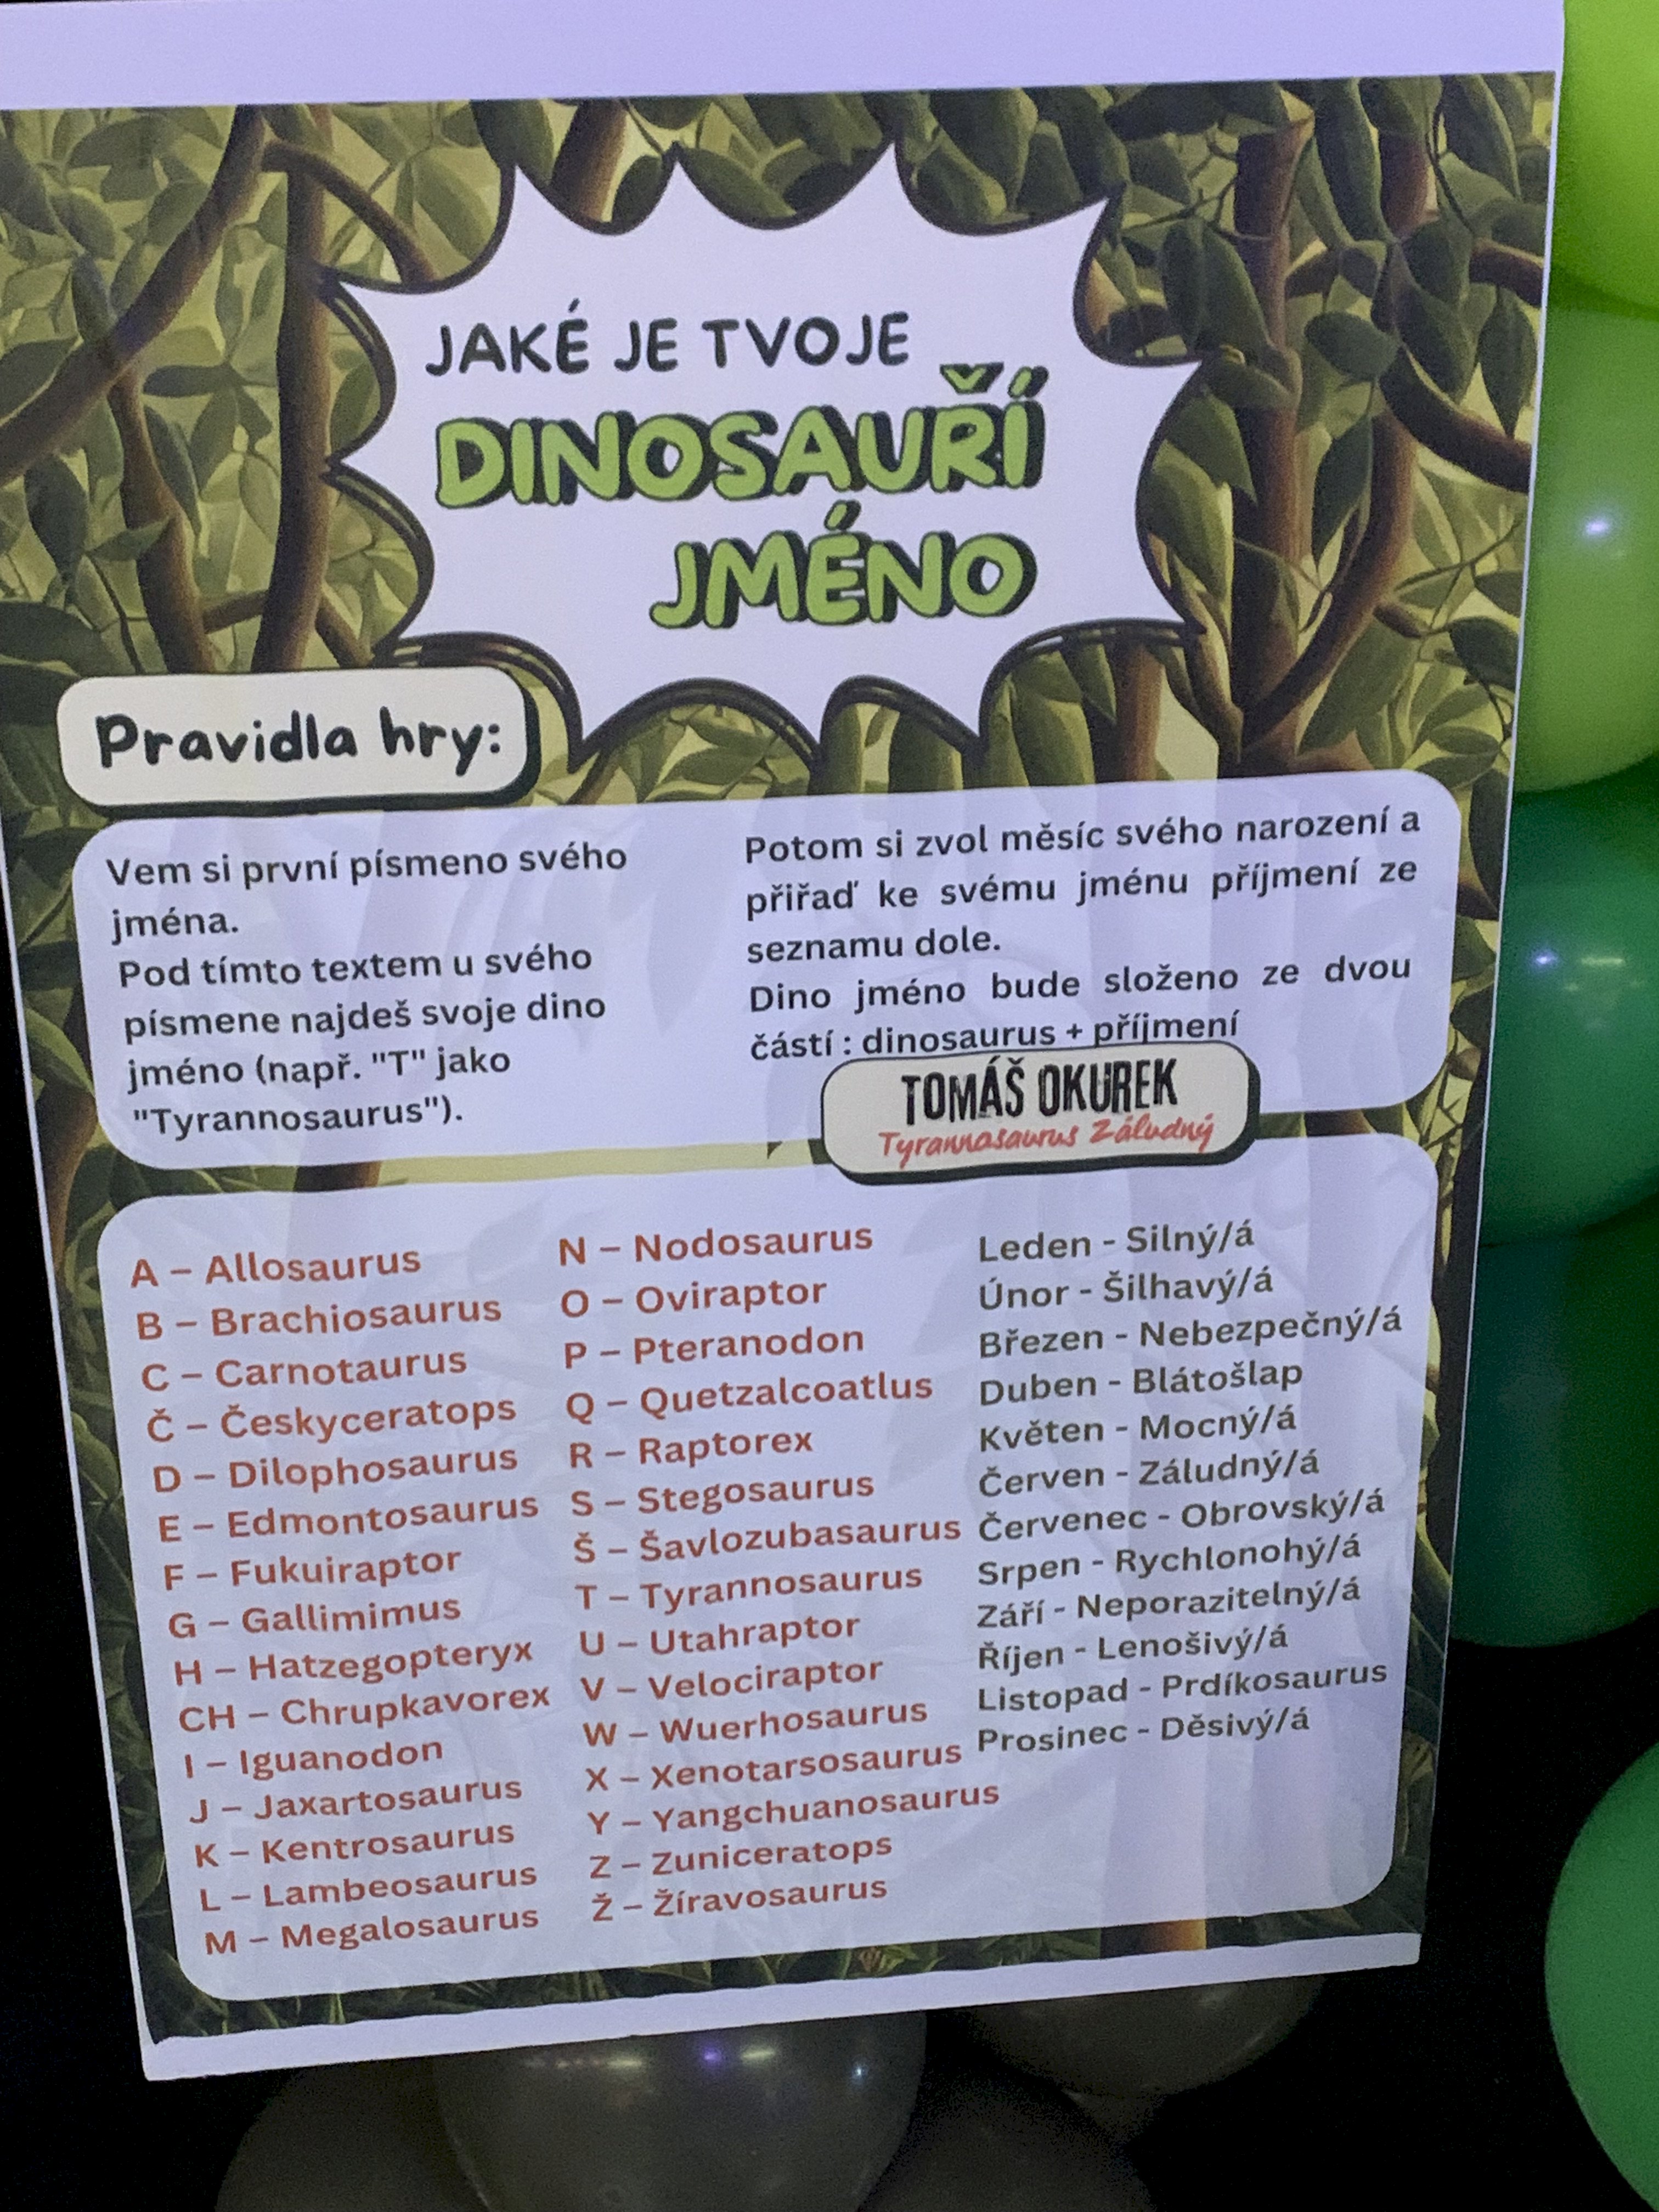 JAKÉ JE TVOJE
DINOSAUŘÍ
JMÉNO
Pravidla hry:
Vem si první písmeno svého
jména.
Pod tímto textem u svého
písmene najdeš svoje dino
jméno (např. "T" jako
"Tyrannosaurus").
Potom si zvol měsíc svého narození a
přiřaď ke svému jménu příjmení ze
seznamu dole.
Dino jméno bude složeno ze dvou
částí : dinosaurus + příjmení
TOMÁŠ OKUREK
Tyrannosaurus Záludný
A – Allosaurus
B – Brachiosaurus
C – Carnotaurus
Č – Českyceratops
D – Dilophosaurus
E – Edmontosaurus
F – Fukuiraptor
G – Gallimimus
H – Hatzegopteryx
CH – Chrupkavorex
I – Iguanodon
J – Jaxartosaurus
K – Kentrosaurus
L – Lambeosaurus
M – Megalosaurus
N – Nodosaurus
O – Oviraptor
P – Pteranodon
Q – Quetzalcoatlus
R – Raptorex
S – Stegosaurus
Š – Šavlozubasaurus
T – Tyrannosaurus
U – Utahraptor
V – Velociraptor
W – Wuerhosaurus
X – Xenotarsosaurus
Y – Yangchuanosaurus
Z – Zuniceratops
Ž – Žíravosaurus
Leden - Silný/á
Únor - Šilhavý/á
Březen - Nebezpečný/á
Duben - Blátošlap
Květen - Mocný/á
Červen - Záludný/á
Červenec - Obrovský/á
Srpen - Rychlonohý/á
Září - Neporazitelný/á
Říjen - Lenošivý/á
Listopad - Prdíkosaurus
Prosinec - Děsivý/á